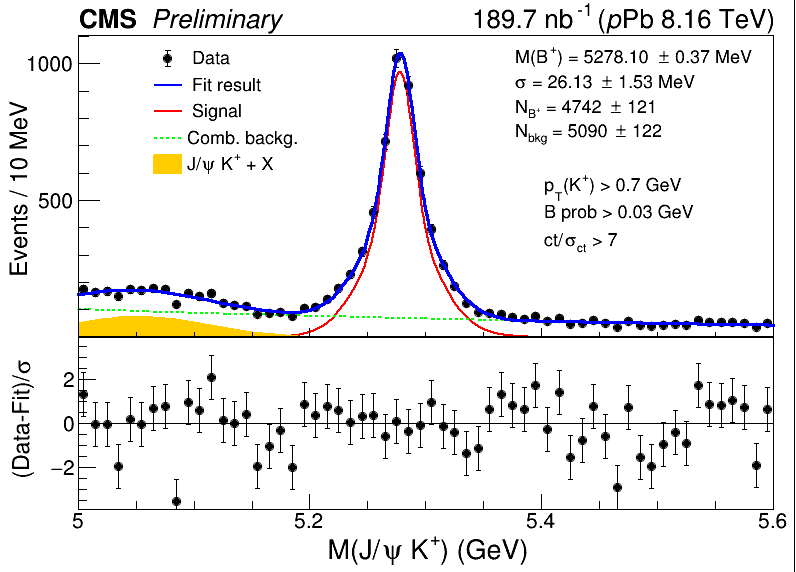 CMS Preliminary 189.7 nb⁻¹ (pPb 8.16 TeV)
Events / 10 MeV
1000
500
Data
Fit result
Signal
Comb. backg.
J/ψ K⁺ + X
M(B⁺) = 5278.10 ± 0.37 MeV
σ = 26.13 ± 1.53 MeV
N_B⁺ = 4742 ± 121
N_bkg = 5090 ± 122
p_T(K⁺) > 0.7 GeV
B prob > 0.03 GeV
ct/σ_ct > 7
(Data-Fit)/σ
2
0
−2
5 5.2 5.4 5.6
M(J/ψ K⁺) (GeV)